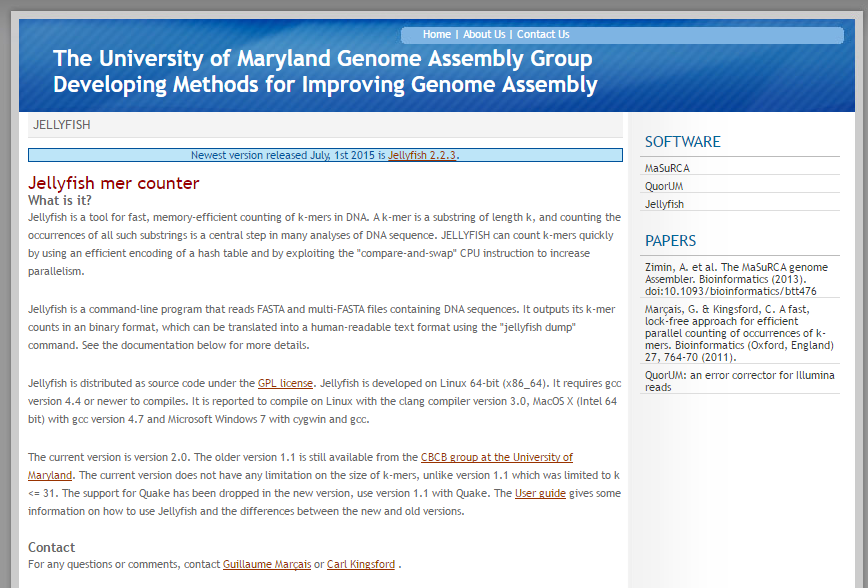 Home | About Us | Contact Us
The University of Maryland Genome Assembly Group
Developing Methods for Improving Genome Assembly
JELLYFISH
Newest version released July, 1st 2015 is Jellyfish 2.2.3.
Jellyfish mer counter
What is it?
Jellyfish is a tool for fast, memory-efficient counting of k-mers in DNA. A k-mer is a substring of length k, and counting the
occurrences of all such substrings is a central step in many analyses of DNA sequence. JELLYFISH can count k-mers quickly
by using an efficient encoding of a hash table and by exploiting the "compare-and-swap" CPU instruction to increase
parallelism.
Jellyfish is a command-line program that reads FASTA and multi-FASTA files containing DNA sequences. It outputs its k-mer
counts in an binary format, which can be translated into a human-readable text format using the "jellyfish dump"
command. See the documentation below for more details.
Jellyfish is distributed as source code under the GPL license. Jellyfish is developed on Linux 64-bit (x86_64). It requires gcc
version 4.4 or newer to compiles. It is reported to compile on Linux with the clang compiler version 3.0, MacOS X (Intel 64
bit) with gcc version 4.7 and Microsoft Windows 7 with cygwin and gcc.
The current version is version 2.0. The older version 1.1 is still available from the CBCB group at the University of
Maryland. The current version does not have any limitation on the size of k-mers, unlike version 1.1 which was limited to k
<= 31. The support for Quake has been dropped in the new version, use version 1.1 with Quake. The User guide gives some
information on how to use Jellyfish and the differences between the new and old versions.
Contact
For any questions or comments, contact Guillaume Marçais or Carl Kingsford .
SOFTWARE
MaSuRCA
QuorUM
Jellyfish
PAPERS
Zimin, A. et al. The MaSuRCA genome
Assembler. Bioinformatics (2013).
doi:10.1093/bioinformatics/btt476
Marçais, G. & Kingsford, C. A fast,
lock-free approach for efficient
parallel counting of occurrences of k-
mers. Bioinformatics (Oxford, England)
27, 764-70 (2011).
QuorUM: an error corrector for Illumina
reads